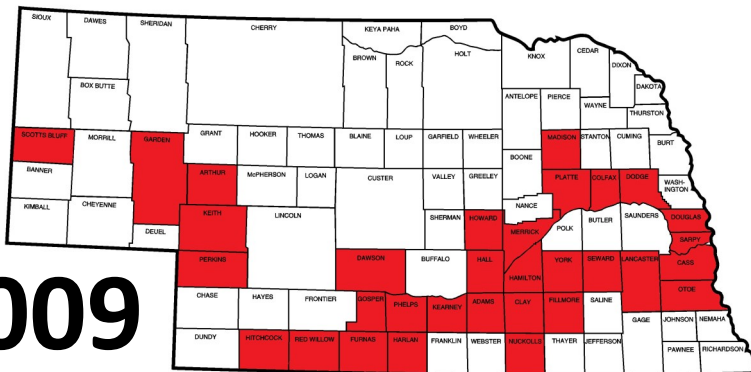 SIOUX DAWES SHERIDAN CHERRY KEYA PAHA BOYD
BROWN ROCK HOLT KNOX CEDAR DIXON
BOX BUTTE ANTELOPE PIERCE WAYNE DAKOTA
THURSTON
SCOTTS BLUFF MORRILL GARDEN GRANT HOOKER THOMAS BLAINE LOUP GARFIELD WHEELER MADISON STANTON CUMING BURT
BOONE
BANNER ARTHUR McPHERSON LOGAN CUSTER VALLEY GREELEY PLATTE COLFAX DODGE WASH-
INGTON
KIMBALL CHEYENNE KEITH LINCOLN SHERMAN HOWARD NANCE MERRICK POLK BUTLER SAUNDERS DOUGLAS
DEUEL SARPY
PERKINS DAWSON BUFFALO HALL HAMILTON YORK SEWARD LANCASTER CASS
OTOE
CHASE HAYES FRONTIER GOSPER PHELPS KEARNEY ADAMS CLAY FILLMORE SALINE
GAGE JOHNSON NEMAHA
DUNDY HITCHCOCK RED WILLOW FURNAS HARLAN FRANKLIN WEBSTER NUCKOLLS THAYER JEFFERSON
PAWNEE RICHARDSON
009